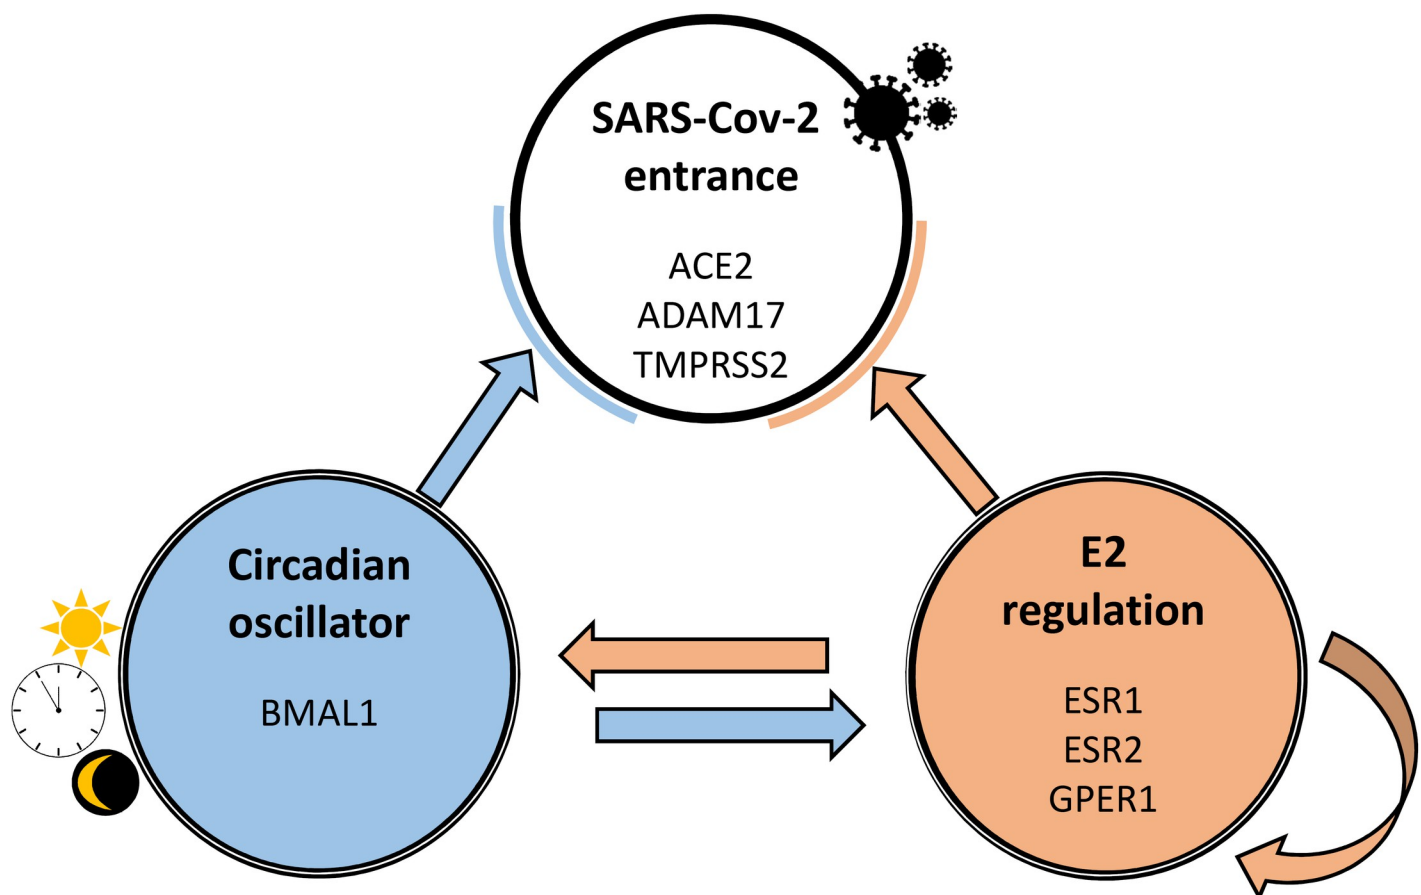 SARS-Cov-2
entrance
ACE2
ADAM17
TMPRSS2
Circadian
oscillator
BMAL1
E2
regulation
ESR1
ESR2
GPER1